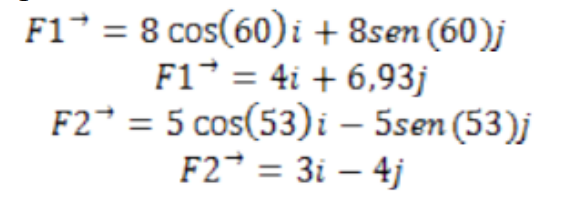 F1→ = 8 cos(60)i + 8sen(60)j
F1→ = 4i + 6,93j
F2→ = 5 cos(53)i − 5sen(53)j
F2→ = 3i − 4j